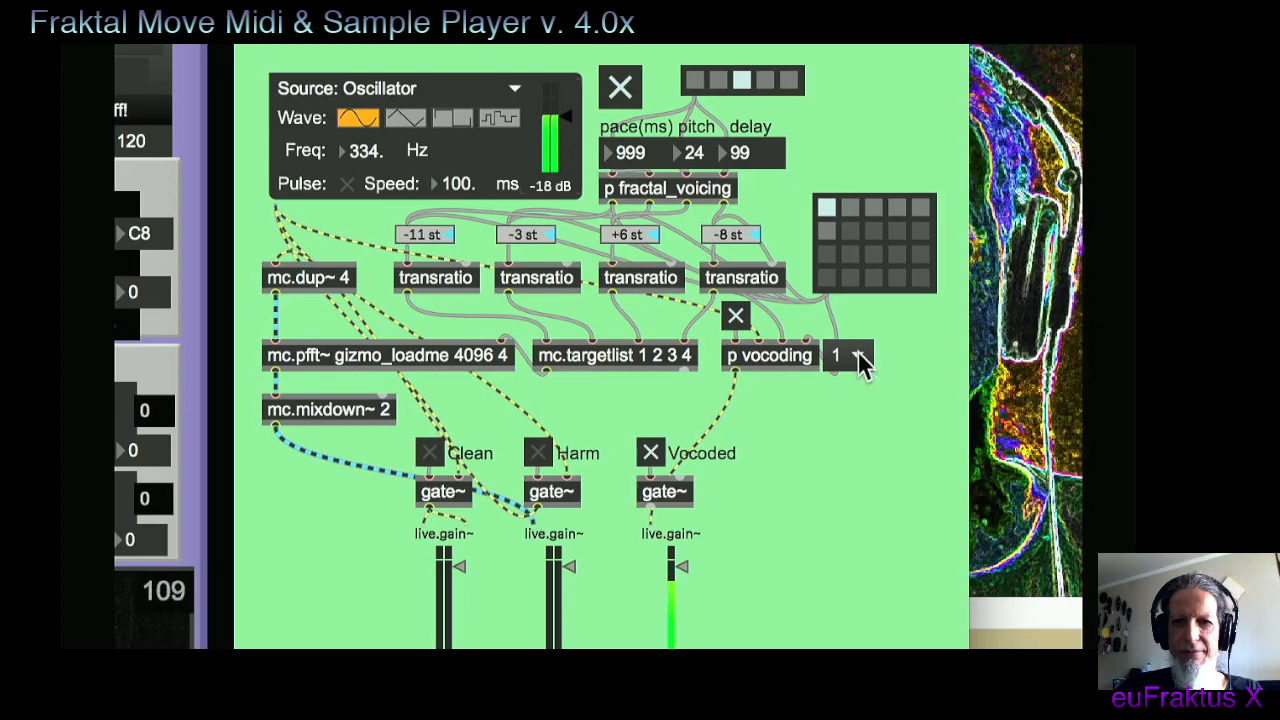 Fraktal Move Midi & Sample Player v. 4.0x
ff!
120
C8
0
0
0
0
0
109
Source: Oscillator
Wave:
Freq: 334. Hz
Pulse: Speed: 100. ms -18 dB
pace(ms) pitch delay
999 24 99
p fractal_voicing
-11 st -3 st +6 st -8 st
mc.dup~ 4 transratio transratio transratio transratio
mc.pfft~ gizmo_loadme 4096 4 mc.targetlist 1 2 3 4 p vocoding 1
mc.mixdown~ 2
Clean Harm Vocoded
gate~ gate~ gate~
live.gain~ live.gain~ live.gain~
euFraktus X